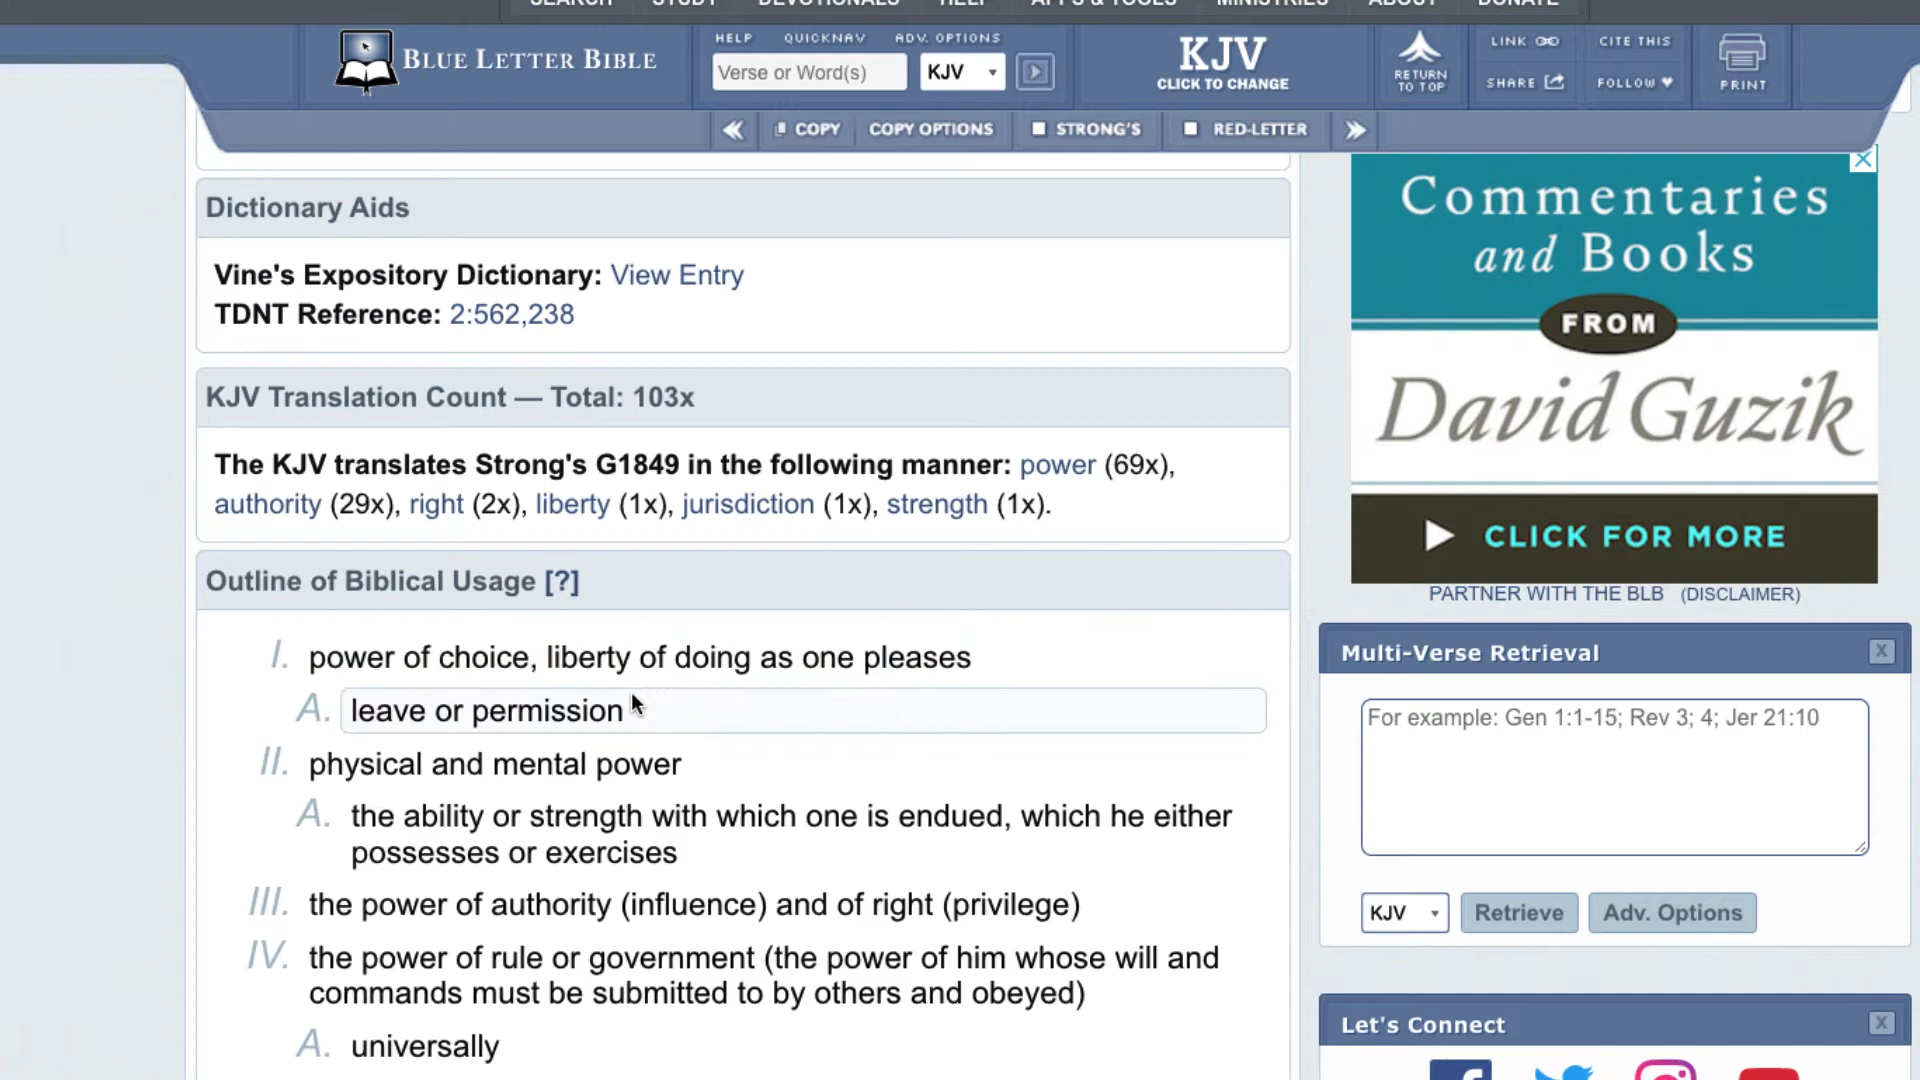 SEARCH STUDY DEVOTIONALS HELP APPS & TOOLS MINISTRIES ABOUT DONATE
BLUE LETTER BIBLE
HELP QUICKNAV ADV. OPTIONS
Verse or Word(s) KJV
KJV
CLICK TO CHANGE
RETURN
TO TOP
LINK
SHARE
CITE THIS
FOLLOW
PRINT
COPY COPY OPTIONS STRONG'S RED-LETTER
Dictionary Aids
Vine's Expository Dictionary: View Entry
TDNT Reference: 2:562,238
KJV Translation Count — Total: 103x
The KJV translates Strong's G1849 in the following manner: power (69x),
authority (29x), right (2x), liberty (1x), jurisdiction (1x), strength (1x).
Outline of Biblical Usage [?]
I. power of choice, liberty of doing as one pleases
A. leave or permission
II. physical and mental power
A. the ability or strength with which one is endued, which he either
possesses or exercises
III. the power of authority (influence) and of right (privilege)
IV. the power of rule or government (the power of him whose will and
commands must be submitted to by others and obeyed)
A. universally
Commentaries
and Books
FROM
David Guzik
CLICK FOR MORE
PARTNER WITH THE BLB (DISCLAIMER)
Multi-Verse Retrieval X
For example: Gen 1:1-15; Rev 3; 4; Jer 21:10
KJV Retrieve Adv. Options
Let's Connect X